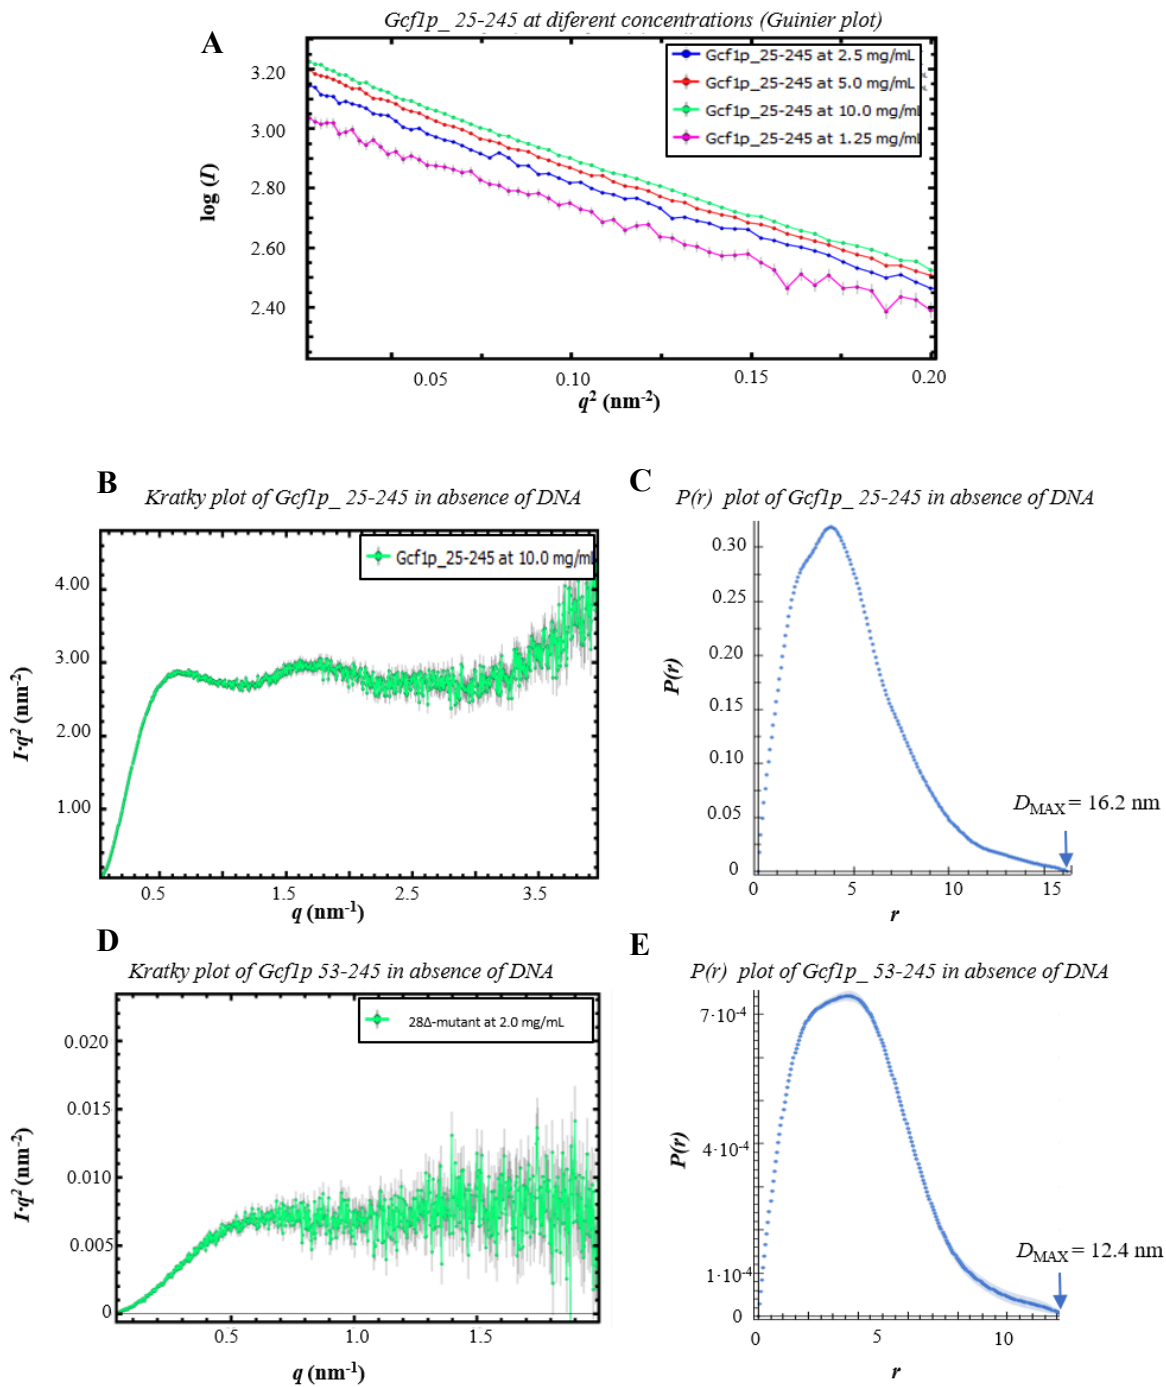 Gcf1p_ 25-245 at diferent concentrations (Guinier plot)
A
Gcf1p_25-245 at 2.5 mg/mL
Gcf1p_25-245 at 5.0 mg/mL
Gcf1p_25-245 at 10.0 mg/mL
Gcf1p_25-245 at 1.25 mg/mL
3.20
3.00
2.80
2.60
2.40
log (I)
0.05
0.10
0.15
0.20
q² (nm⁻²)
B
Kratky plot of Gcf1p_ 25-245 in absence of DNA
Gcf1p_25-245 at 10.0 mg/mL
4.00
3.00
2.00
1.00
I·q² (nm⁻²)
0.5
1.5
2.5
3.5
q (nm⁻¹)
C
P(r) plot of Gcf1p_ 25-245 in absence of DNA
0.30
0.25
0.20
0.15
0.10
0.05
0
P(r)
D_MAX = 16.2 nm
0
5
10
15
r
D
Kratky plot of Gcf1p 53-245 in absence of DNA
28Δ-mutant at 2.0 mg/mL
0.020
0.015
0.010
0.005
0
I·q² (nm⁻²)
0.5
1.0
1.5
q (nm⁻¹)
E
P(r) plot of Gcf1p_ 53-245 in absence of DNA
7·10⁻⁴
4·10⁻⁴
1·10⁻⁴
0
P(r)
D_MAX = 12.4 nm
0
5
10
r